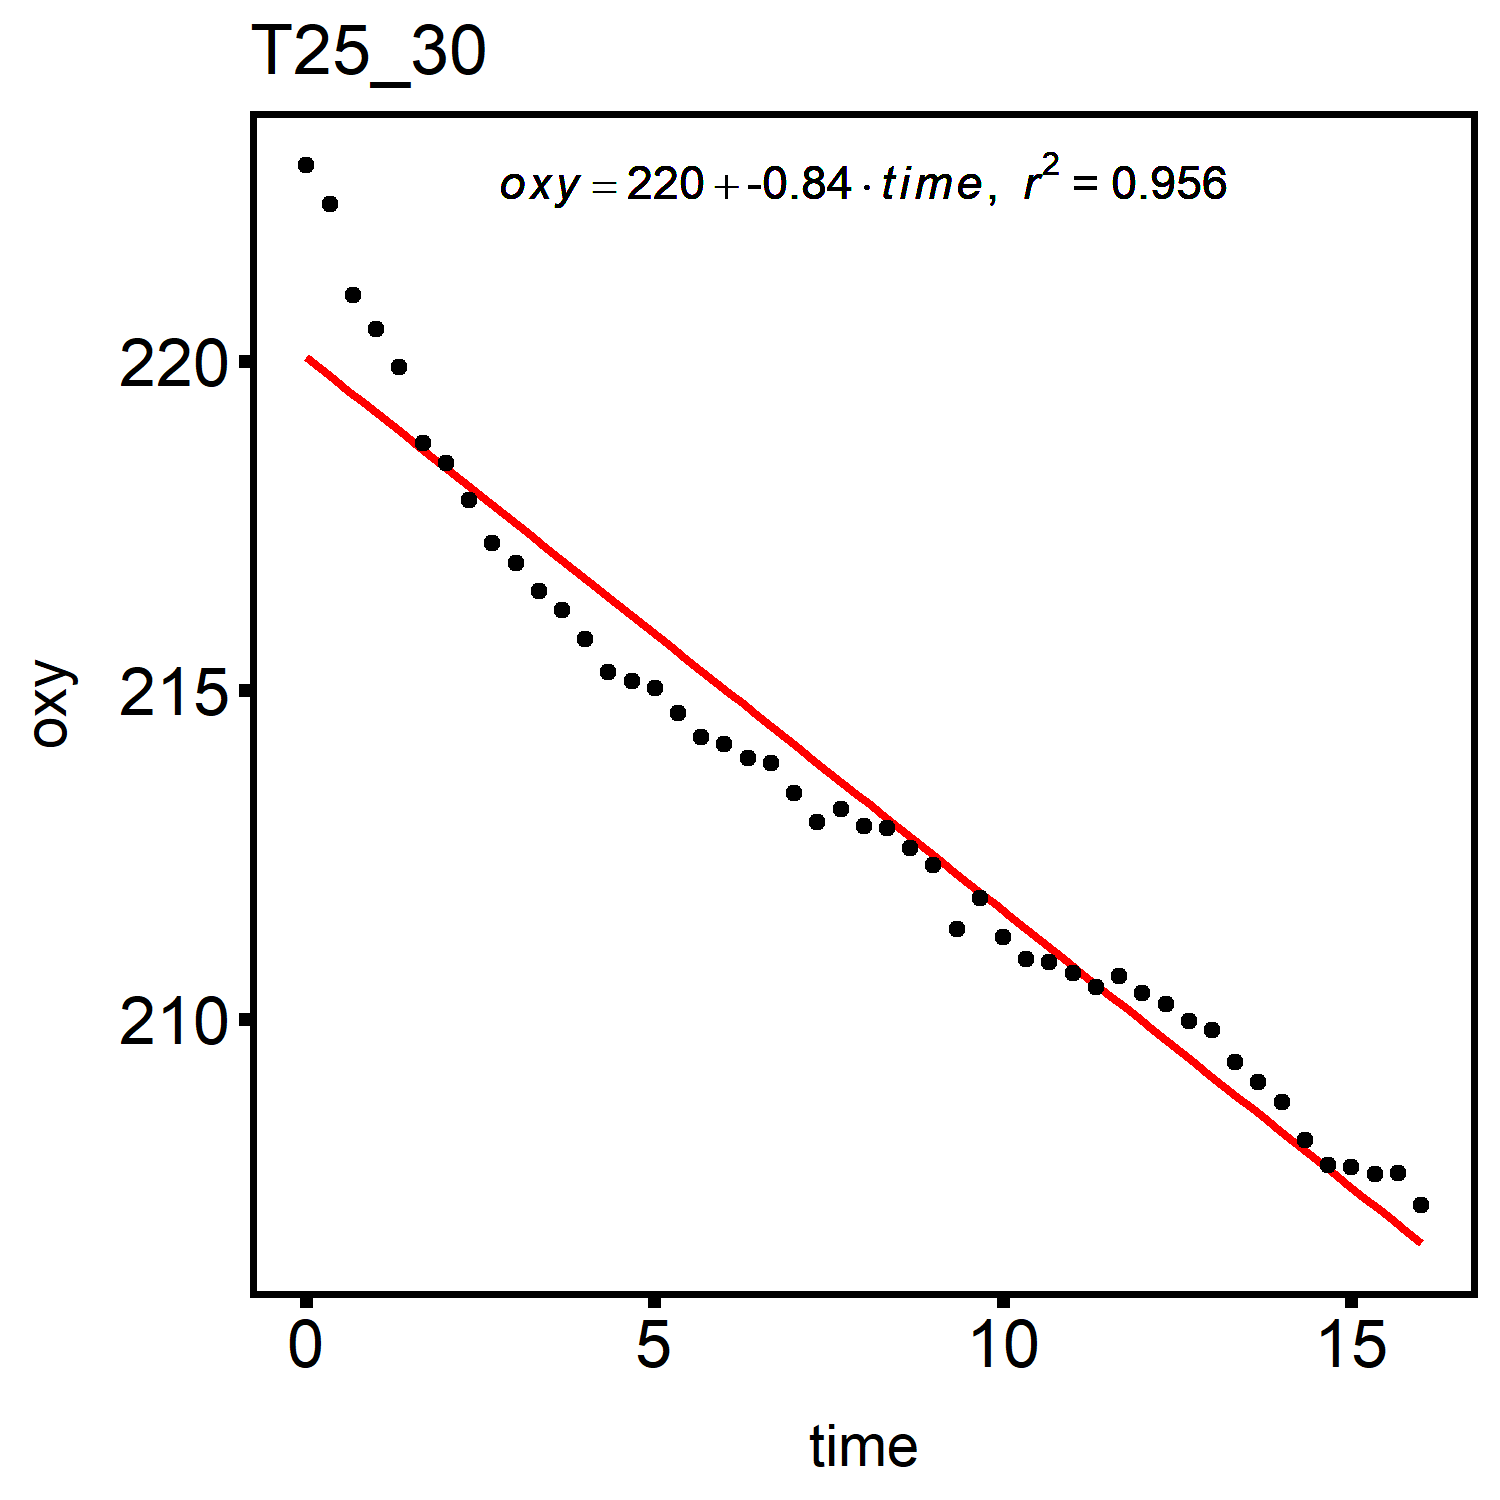 T25_30
oxy = 220 + -0.84 · time, r² = 0.956
220
215
210
oxy
0 5 10 15
time